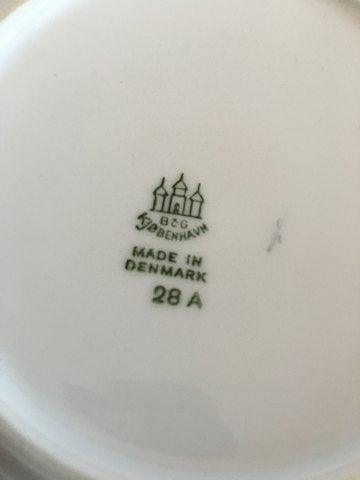 B&G
KJØBENHAVN
MADE IN
DENMARK
28 A